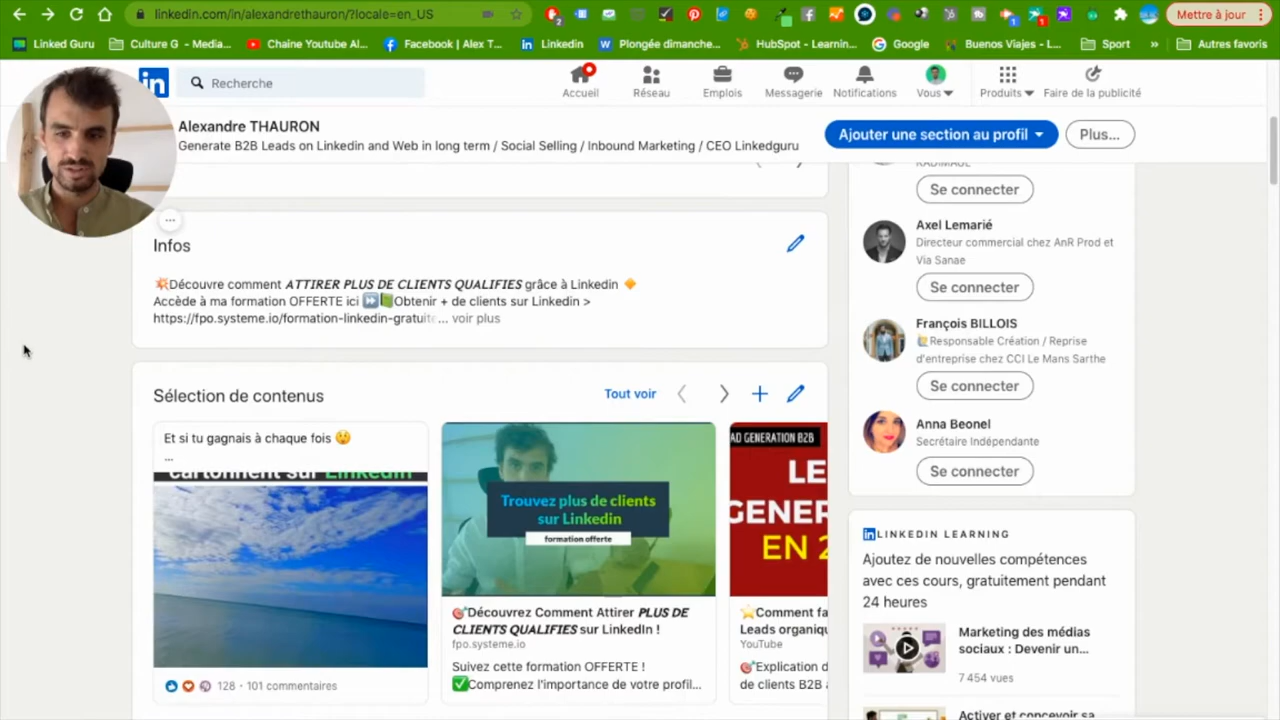 linkedin.com/in/alexandrethauron/?locale=en_US
Mettre à jour
Linked Guru
Culture G - Media...
Chaine Youtube Al...
Facebook | Alex T...
Linkedin
Plongée dimanche...
HubSpot - Learnin...
Google
Buenos Viajes - L...
Sport
Autres favoris
in
Recherche
Accueil
Réseau
Emplois
Messagerie
Notifications
Vous
Produits
Faire de la publicité
Alexandre THAURON
Generate B2B Leads on Linkedin and Web in long term / Social Selling / Inbound Marketing / CEO Linkedguru
Ajouter une section au profil
Plus...
Se connecter
Axel Lemarié
Directeur commercial chez AnR Prod et
Via Sanae
Se connecter
François BILLOIS
🙋Responsable Création / Reprise
d'entreprise chez CCI Le Mans Sarthe
Se connecter
Anna Beonel
Secrétaire Indépendante
Se connecter
Infos
💥Découvre comment ATTIRER PLUS DE CLIENTS QUALIFIES grâce à Linkedin 🔸
Accède à ma formation OFFERTE ici ⏩📗Obtenir + de clients sur Linkedin >
https://fpo.systeme.io/formation-linkedin-gratuite... voir plus
Sélection de contenus
Tout voir
Et si tu gagnais à chaque fois 😲
...
cartonnent sur Linkedin
128 · 101 commentaires
Trouvez plus de clients
sur Linkedin
formation offerte
🎯Découvrez Comment Attirer PLUS DE
CLIENTS QUALIFIES sur LinkedIn !
fpo.systeme.io
Suivez cette formation OFFERTE !
✅Comprenez l'importance de votre profil...
AD GENERATION B2B
LE
GENER
EN 2
⭐Comment fa
Leads organiqu
YouTube
🎯Explication d
de clients B2B
LINKEDIN LEARNING
Ajoutez de nouvelles compétences
avec ces cours, gratuitement pendant
24 heures
Marketing des médias
sociaux : Devenir un...
7 454 vues
Activer et concevoir sa